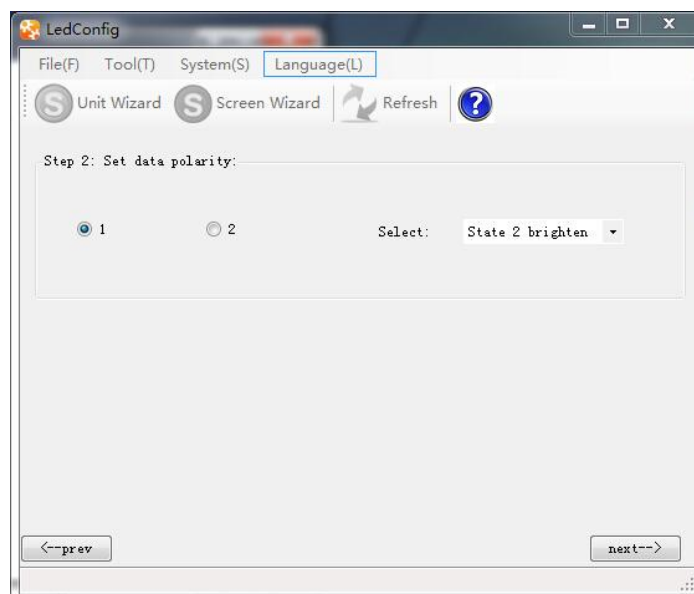 LedConfig
File(F) Tool(T) System(S) Language(L)
S Unit Wizard S Screen Wizard Refresh ?
Step 2: Set data polarity:
1 2 Select: State 2 brighten
<--prev next-->